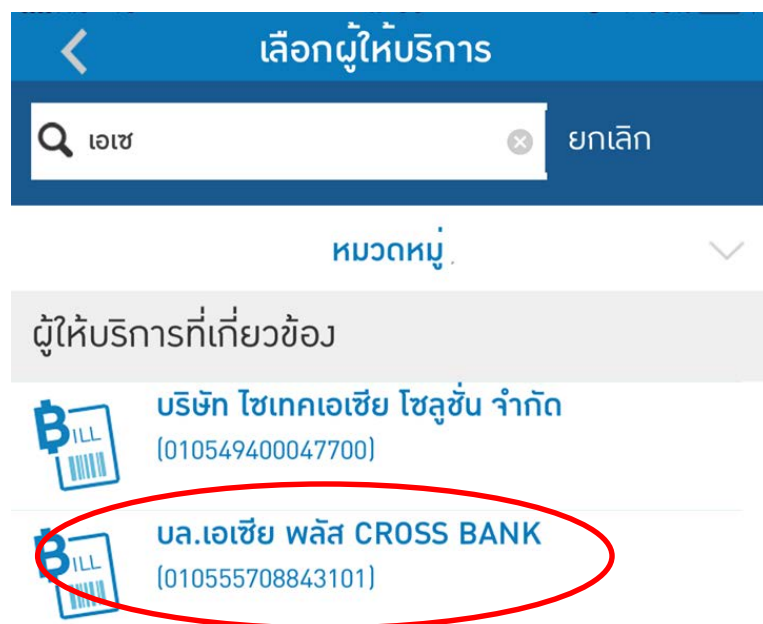 เลือกผู้ให้บริการ
เอเซ
ยกเลิก
หมวดหมู่
ผู้ให้บริการที่เกี่ยวข้อง
บริษัท ไซเทคเอเชีย โซลูชั่น จำกัด
BILL
(010549400047700)
บล.เอเซีย พลัส CROSS BANK
BILL
(010555708843101)